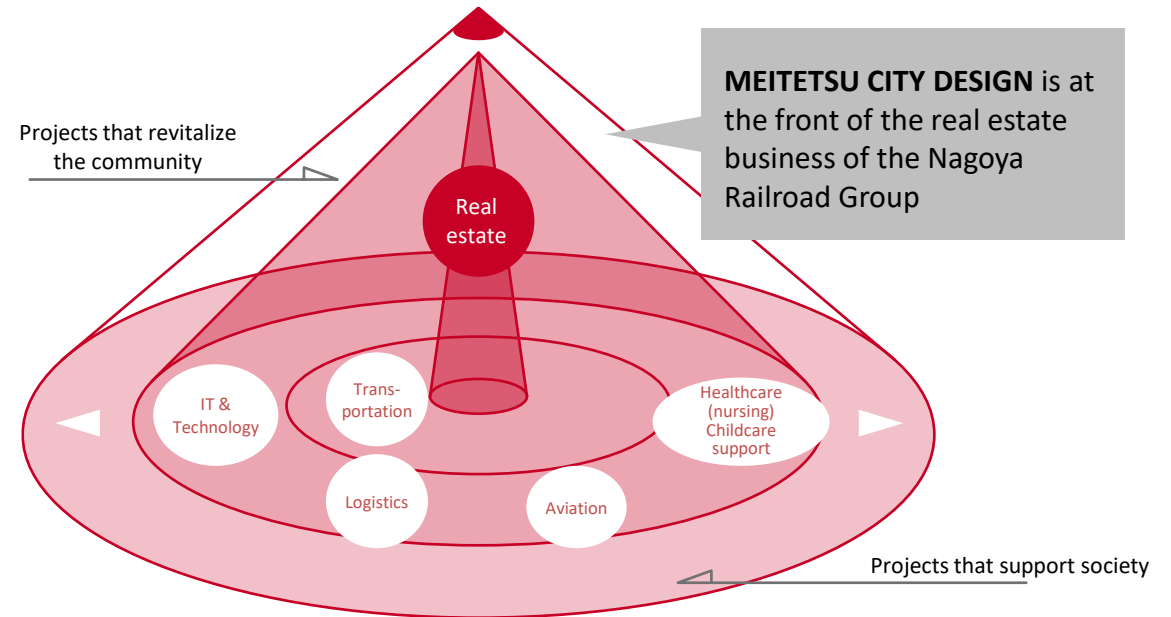 MEITETSU CITY DESIGN is at
the front of the real estate
business of the Nagoya
Railroad Group
Projects that revitalize
the community
Real
estate
IT &
Technology
Trans-
portation
Healthcare
(nursing)
Childcare
support
Logistics
Aviation
Projects that support society